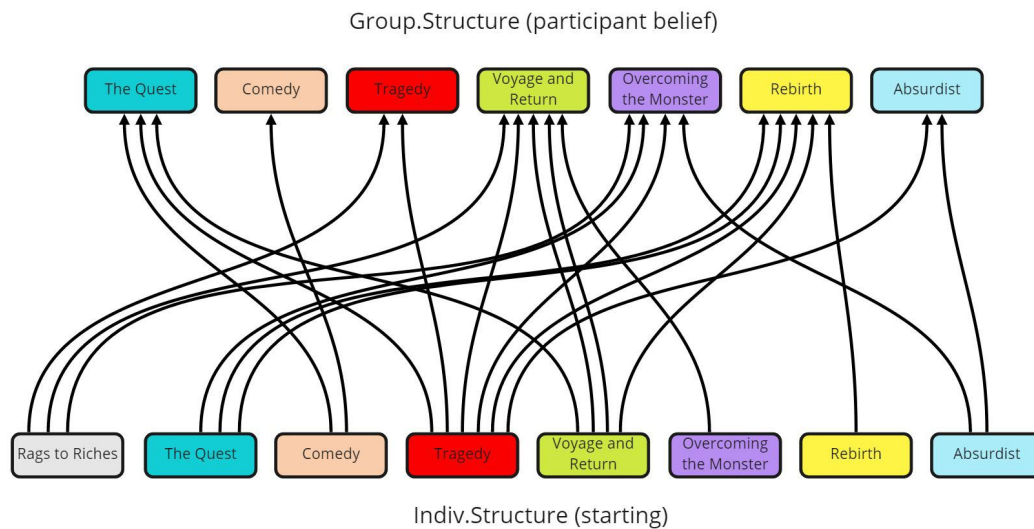 Group.Structure (participant belief)
The Quest
Comedy
Tragedy
Voyage and
Return
Overcoming
the Monster
Rebirth
Absurdist
Rags to Riches
The Quest
Comedy
Tragedy
Voyage and
Return
Overcoming
the Monster
Rebirth
Absurdist
Indiv.Structure (starting)